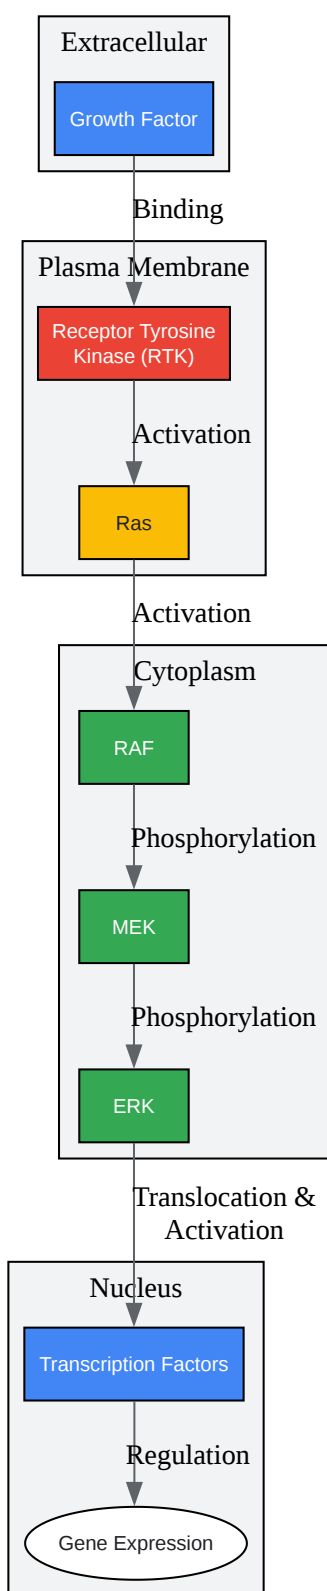 Extracellular
Growth Factor
Binding
Plasma Membrane
Receptor Tyrosine
Kinase (RTK)
Activation
Ras
Activation
Cytoplasm
RAF
Phosphorylation
MEK
Phosphorylation
ERK
Translocation &
Activation
Nucleus
Transcription Factors
Regulation
Gene Expression